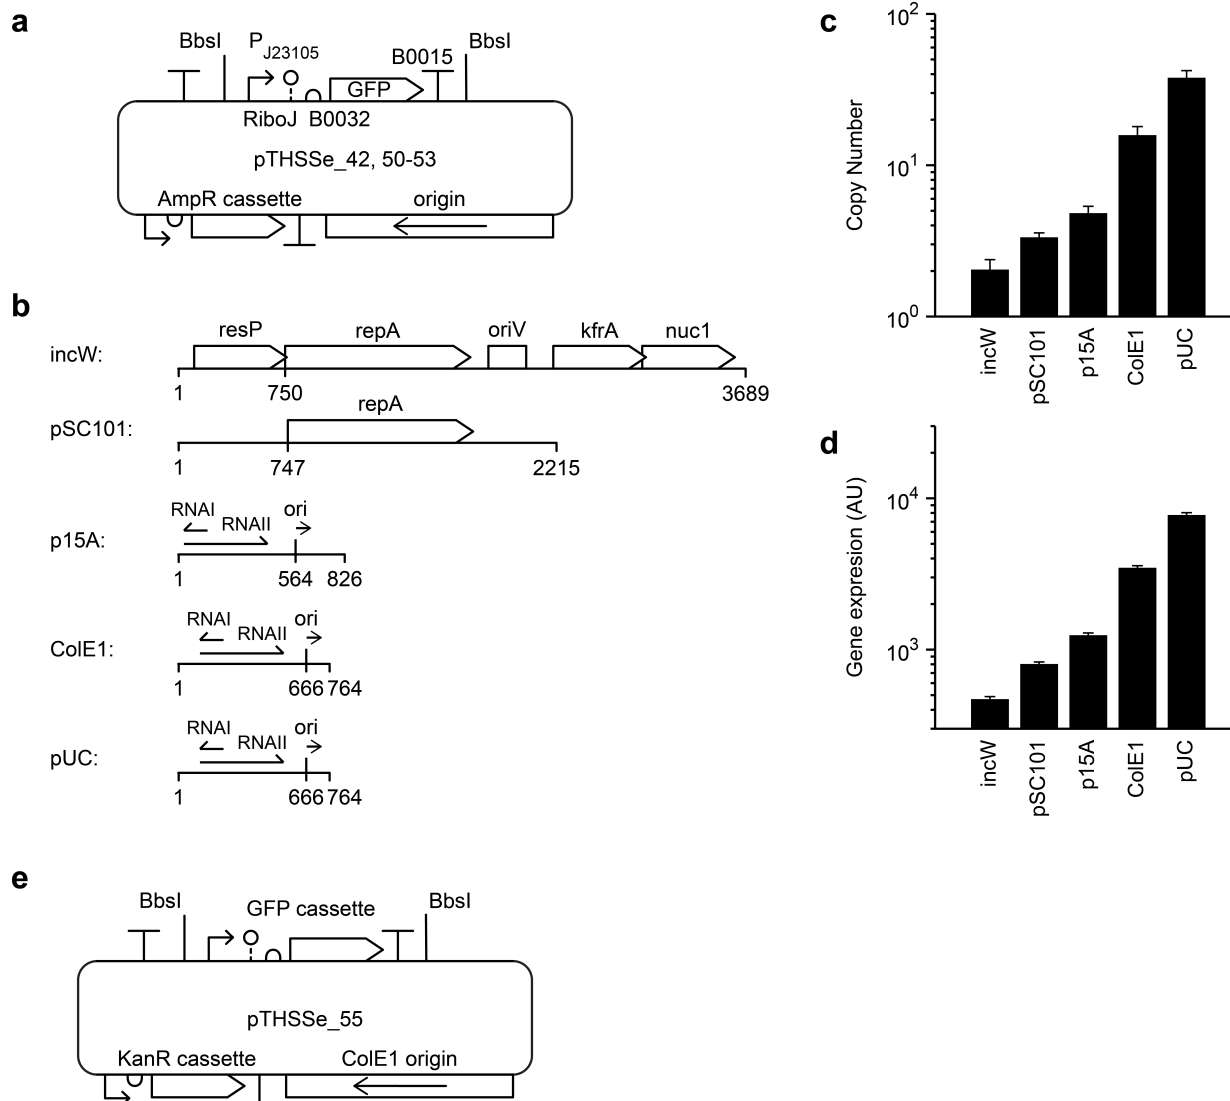 a
BbsI P J23105 B0015 BbsI
GFP
RiboJ B0032
pTHSSe_42, 50-53
AmpR cassette origin
b
resP repA oriV kfrA nuc1
incW:
1 750 3689
repA
pSC101:
1 747 2215
RNAI RNAII ori
p15A:
1 564 826
RNAI RNAII ori
ColE1:
1 666 764
RNAI RNAII ori
pUC:
1 666 764
c
Copy Number
10^2
10^1
10^0
incW pSC101 p15A ColE1 pUC
d
Gene expresion (AU)
10^4
10^3
incW pSC101 p15A ColE1 pUC
e
BbsI GFP cassette BbsI
pTHSSe_55
KanR cassette ColE1 origin